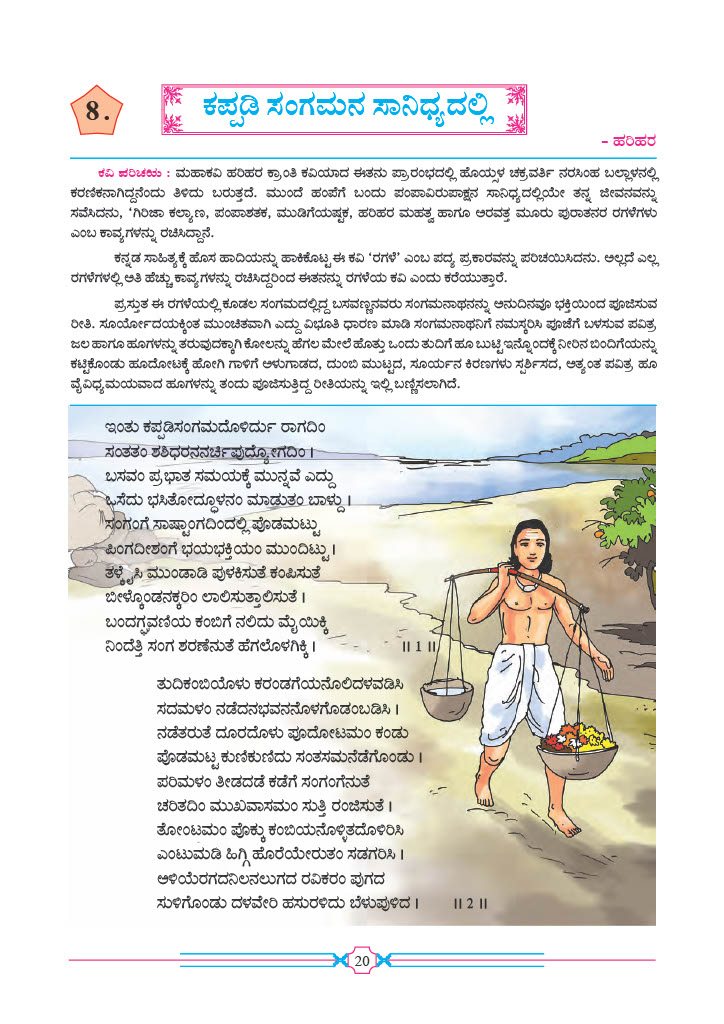 8.
ಕಪ್ಪಡಿ ಸಂಗಮನ ಸಾನಿಧ್ಯದಲ್ಲಿ
– ಹರಿಹರ
ಕವಿ ಪರಿಚಯ : ಮಹಾಕವಿ ಹರಿಹರ ಕ್ರಾಂತಿ ಕವಿಯಾದ ಈತನು ಪ್ರಾರಂಭದಲ್ಲಿ ಹೊಯ್ಸಳ ಚಕ್ರವರ್ತಿ ನರಸಿಂಹ ಬಲ್ಲಾಳನಲ್ಲಿ
ಕರಣಿಕನಾಗಿದ್ದನೆಂದು ತಿಳಿದು ಬರುತ್ತದೆ. ಮುಂದೆ ಹಂಪೆಗೆ ಬಂದು ಪಂಪಾವಿರುಪಾಕ್ಷನ ಸಾನಿಧ್ಯದಲ್ಲಿಯೇ ತನ್ನ ಜೀವನವನ್ನು
ಸವೆಸಿದನು, ‘ಗಿರಿಜಾ ಕಲ್ಯಾಣ, ಪಂಪಾಶತಕ, ಮುಡಿಗೆಯಷ್ಟಕ, ಹರಿಹರ ಮಹತ್ವ ಹಾಗೂ ಅರವತ್ತ ಮೂರು ಪುರಾತನರ ರಗಳೆಗಳು
ಎಂಬ ಕಾವ್ಯಗಳನ್ನು ರಚಿಸಿದ್ದಾನೆ.
ಕನ್ನಡ ಸಾಹಿತ್ಯಕ್ಕೆ ಹೊಸ ಹಾದಿಯನ್ನು ಹಾಕಿಕೊಟ್ಟ ಈ ಕವಿ ‘ರಗಳೆ’ ಎಂಬ ಪದ್ಯ ಪ್ರಕಾರವನ್ನು ಪರಿಚಯಿಸಿದನು. ಅಲ್ಲದೆ ಎಲ್ಲ
ರಗಳೆಗಳಲ್ಲಿ ಅತಿ ಹೆಚ್ಚು ಕಾವ್ಯಗಳನ್ನು ರಚಿಸಿದ್ದರಿಂದ ಈತನನ್ನು ರಗಳೆಯ ಕವಿ ಎಂದು ಕರೆಯುತ್ತಾರೆ.
ಪ್ರಸ್ತುತ ಈ ರಗಳೆಯಲ್ಲಿ ಕೂಡಲ ಸಂಗಮದಲ್ಲಿದ್ದ ಬಸವಣ್ಣನವರು ಸಂಗಮನಾಥನನ್ನು ಅನುದಿನವೂ ಭಕ್ತಿಯಿಂದ ಪೂಜಿಸುವ
ರೀತಿ. ಸೂರ್ಯೋದಯಕ್ಕಿಂತ ಮುಂಚಿತವಾಗಿ ಎದ್ದು ವಿಭೂತಿ ಧಾರಣ ಮಾಡಿ ಸಂಗಮನಾಥನಿಗೆ ನಮಸ್ಕರಿಸಿ ಪೂಜೆಗೆ ಬಳಸುವ ಪವಿತ್ರ
ಜಲ ಹಾಗೂ ಹೂಗಳನ್ನು ತರುವುದಕ್ಕಾಗಿ ಕೋಲನ್ನು ಹೆಗಲ ಮೇಲೆ ಹೊತ್ತು ಒಂದು ತುದಿಗೆ ಹೂ ಬುಟ್ಟಿ ಇನ್ನೊಂದಕ್ಕೆ ನೀರಿನ ಬಿಂದಿಗೆಯನ್ನು
ಕಟ್ಟಿಕೊಂಡು ಹೂದೋಟಕ್ಕೆ ಹೋಗಿ ಗಾಳಿಗೆ ಅಳುಗಾಡದ, ದುಂಬಿ ಮುಟ್ಟದ, ಸೂರ್ಯನ ಕಿರಣಗಳು ಸ್ಪರ್ಶಿಸದ, ಅತ್ಯಂತ ಪವಿತ್ರ ಹೂ
ವೈವಿಧ್ಯಮಯವಾದ ಹೂಗಳನ್ನು ತಂದು ಪೂಜಿಸುತ್ತಿದ್ದ ರೀತಿಯನ್ನು ಇಲ್ಲಿ ಬಣ್ಣಿಸಲಾಗಿದೆ.
ಇಂತು ಕಪ್ಪಡಿಸಂಗಮದೊಳಿರ್ದು ರಾಗದಿಂ
ಸಂತತಂ ಶಶಿಧರನನರ್ಚಿಪುದ್ಯೋಗದಿಂ ।
ಬಸವಂ ಪ್ರಭಾತ ಸಮಯಕ್ಕೆ ಮುನ್ನವೆ ಎದ್ದು
ಒಸೆದು ಭಸಿತೋದ್ಧೂಳನಂ ಮಾಡುತಂ ಬಾಳ್ದು ।
ಸಂಗಂಗೆ ಸಾಷ್ಟಾಂಗದಿಂದಲ್ಲಿ ಪೊಡಮಟ್ಟು
ಪಿಂಗದೀಶಂಗೆ ಭಯಭಕ್ತಿಯಂ ಮುಂದಿಟ್ಟು ।
ತಳ್ಕೈಸಿ ಮುಂಡಾಡಿ ಪುಳಕಿಸುತೆ ಕಂಪಿಸುತೆ
ಬೀಳ್ಕೊಂಡನಕ್ಕರಿಂ ಲಾಲಿಸುತ್ತಾಲಿಸುತೆ ।
ಬಂದಗ್ಘವಣಿಯ ಕಂಬಿಗೆ ನಲಿದು ಮೈಯಿಕ್ಕಿ
ನಿಂದೆತ್ತಿ ಸಂಗ ಶರಣೆನುತೆ ಹೆಗಲೊಳಗಿಕ್ಕಿ । ॥ 1 ॥
ತುದಿಕಂಬಿಯೊಳು ಕರಂಡಗೆಯನೊಲಿದಳವಡಿಸಿ
ಸದಮಳಂ ನಡೆದನಭವನನೊಳಗೊಡಂಬಡಿಸಿ ।
ನಡೆತರುತೆ ದೂರದೊಳು ಪೂದೋಟಮಂ ಕಂಡು
ಪೊಡಮಟ್ಟ ಕುಣಿಕುಣಿದು ಸಂತಸಮನೆಡೆಗೊಂಡು ।
ಪರಿಮಳಂ ತೀಡದಡೆ ಕಡೆಗೆ ಸಂಗಂಗೆನುತೆ
ಚರಿತದಿಂ ಮುಖವಾಸಮಂ ಸುತ್ತಿ ರಂಜಿಸುತೆ ।
ತೋಂಟಮಂ ಪೊಕ್ಕು ಕಂಬಿಯನೊಳ್ಳಿತದೊಳಿರಿಸಿ
ಎಂಟುಮಡಿ ಹಿಗ್ಗಿ ಹೊರೆಯೇರುತಂ ಸಡಗರಿಸಿ ।
ಅಳಿಯೆರಗದನಿಲನಲುಗದ ರವಿಕರಂ ಪುಗದ
ಸುಳಿಗೊಂಡು ದಳವೇರಿ ಹಸುರಳಿದು ಬೆಳುಪುಳಿದ । ॥ 2 ॥
20